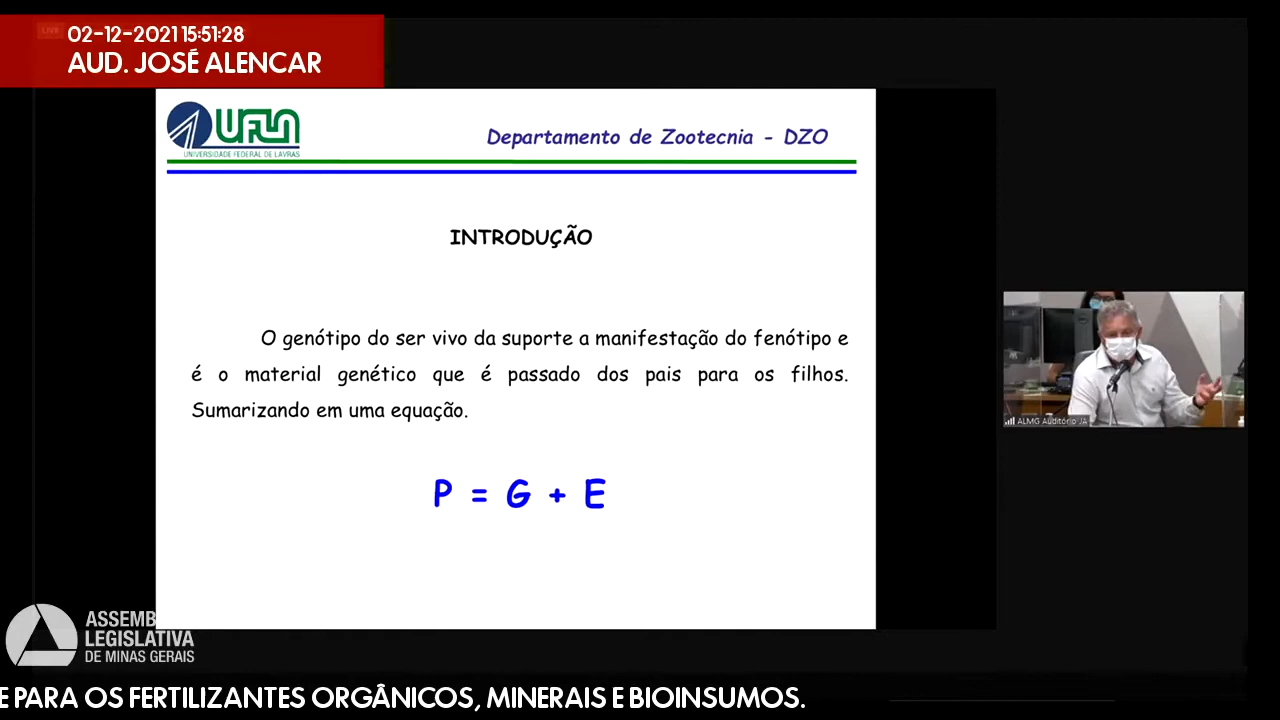 LIVE
02-12-2021 15:51:28
AUD. JOSÉ ALENCAR
UFLA
UNIVERSIDADE FEDERAL DE LAVRAS
Departamento de Zootecnia - DZO
INTRODUÇÃO
O genótipo do ser vivo da suporte a manifestação do fenótipo e
é o material genético que é passado dos pais para os filhos.
Sumarizando em uma equação.
P = G + E
ALMG Auditório JA
ASSEMB
LEGISLATIVA
DE MINAS GERAIS
E PARA OS FERTILIZANTES ORGÂNICOS, MINERAIS E BIOINSUMOS.